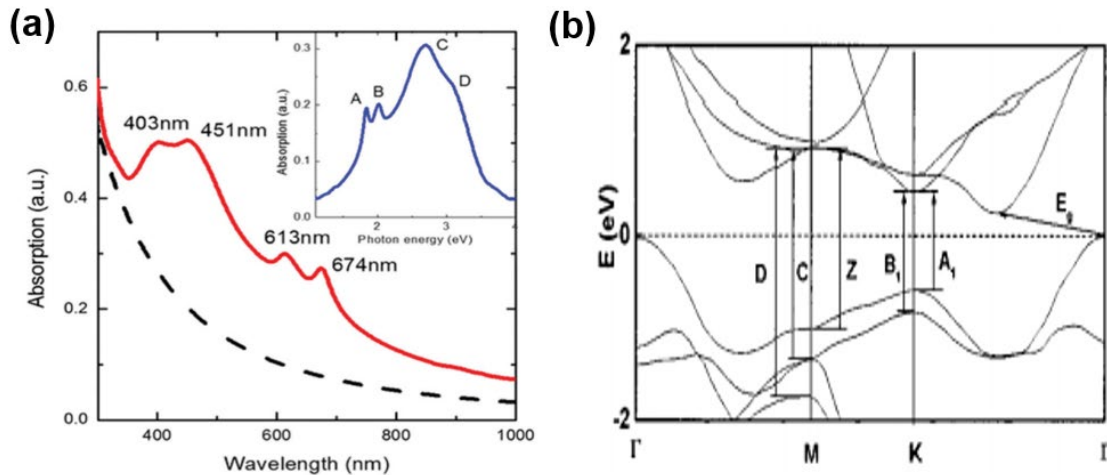 (a)
Absorption (a.u.)
0.6
0.4
0.2
0.0
400
600
800
1000
Wavelength (nm)
403nm
451nm
613nm
674nm
Absorption (a.u.)
0.3
0.2
0.1
0.0
2
3
Photon energy (eV)
A
B
C
D
(b)
E (eV)
2
0
-2
Γ
M
K
D
C
Z
B1
A1
Eg